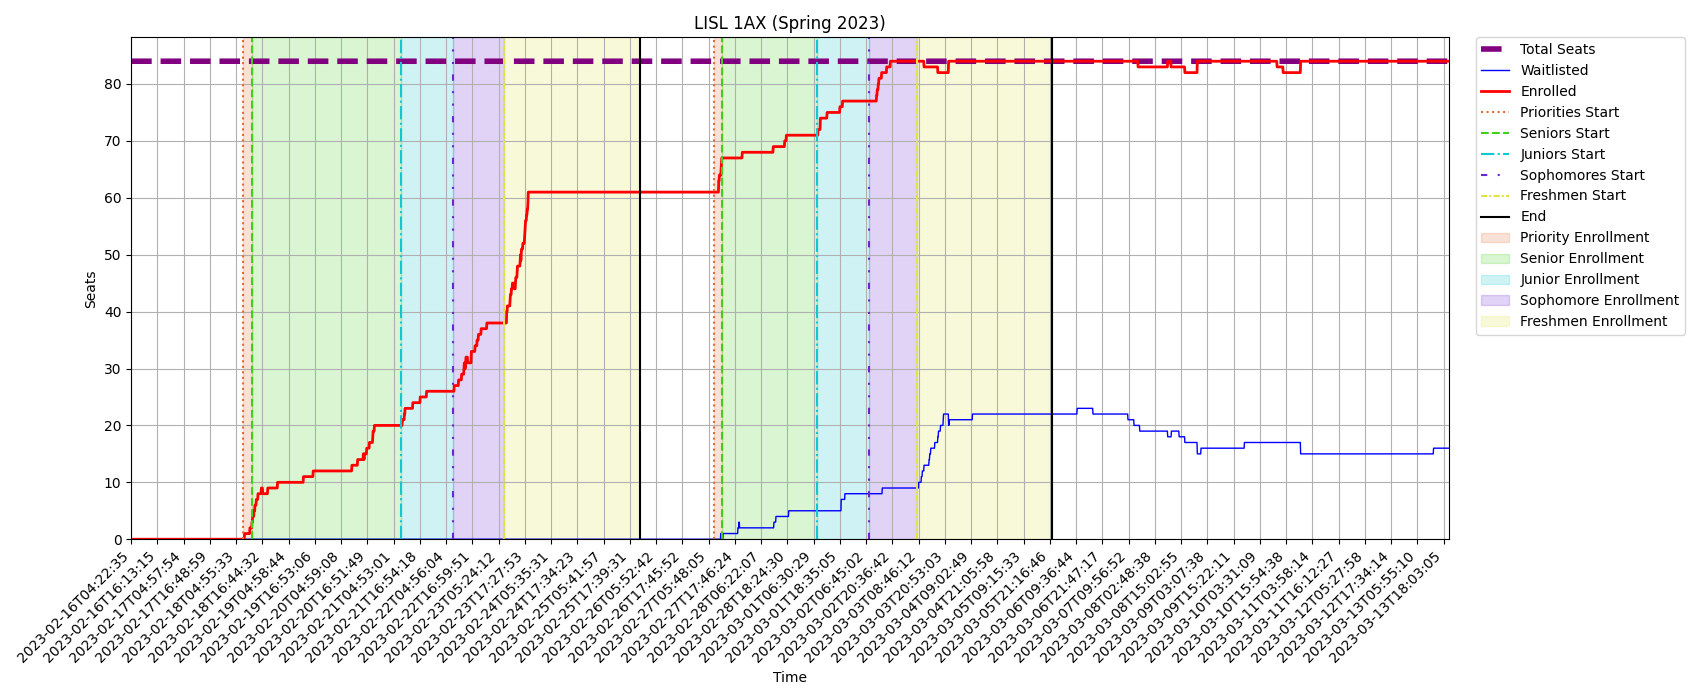 LISL 1AX (Spring 2023)
Total Seats
Waitlisted
Enrolled
Priorities Start
Seniors Start
Juniors Start
Sophomores Start
Freshmen Start
End
Priority Enrollment
Senior Enrollment
Junior Enrollment
Sophomore Enrollment
Freshmen Enrollment
Seats
80
70
60
50
40
30
20
10
0
2023-02-16T04:22:35
2023-02-16T16:13:15
2023-02-17T04:57:54
2023-02-17T16:48:59
2023-02-18T04:55:33
2023-02-18T16:44:32
2023-02-19T04:58:44
2023-02-19T16:53:06
2023-02-20T04:59:08
2023-02-20T16:51:49
2023-02-21T04:53:01
2023-02-21T16:54:18
2023-02-22T04:56:04
2023-02-22T16:59:51
2023-02-23T05:24:12
2023-02-23T17:27:53
2023-02-24T05:35:31
2023-02-24T17:34:23
2023-02-25T05:41:57
2023-02-25T17:39:31
2023-02-26T05:52:42
2023-02-26T17:45:52
2023-02-27T05:48:05
2023-02-27T17:46:24
2023-02-28T06:22:07
2023-02-28T18:24:30
2023-03-01T06:30:29
2023-03-01T18:35:05
2023-03-02T06:45:02
2023-03-02T20:36:42
2023-03-03T08:46:12
2023-03-03T20:53:03
2023-03-04T09:02:49
2023-03-04T21:05:58
2023-03-05T09:15:33
2023-03-05T21:16:46
2023-03-06T09:36:44
2023-03-06T21:47:17
2023-03-07T09:56:52
2023-03-08T02:48:38
2023-03-08T15:02:55
2023-03-09T03:07:38
2023-03-09T15:22:11
2023-03-10T03:31:09
2023-03-10T15:54:38
2023-03-11T03:58:14
2023-03-11T16:12:27
2023-03-12T05:27:58
2023-03-12T17:34:14
2023-03-13T05:55:10
2023-03-13T18:03:05
Time